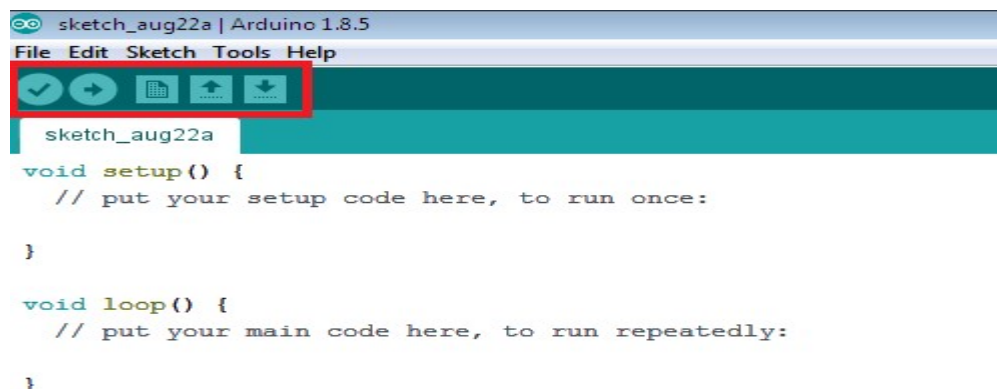 sketch_aug22a | Arduino 1.8.5
File Edit Sketch Tools Help
sketch_aug22a
void setup() {
  // put your setup code here, to run once:
}
void loop() {
  // put your main code here, to run repeatedly:
}